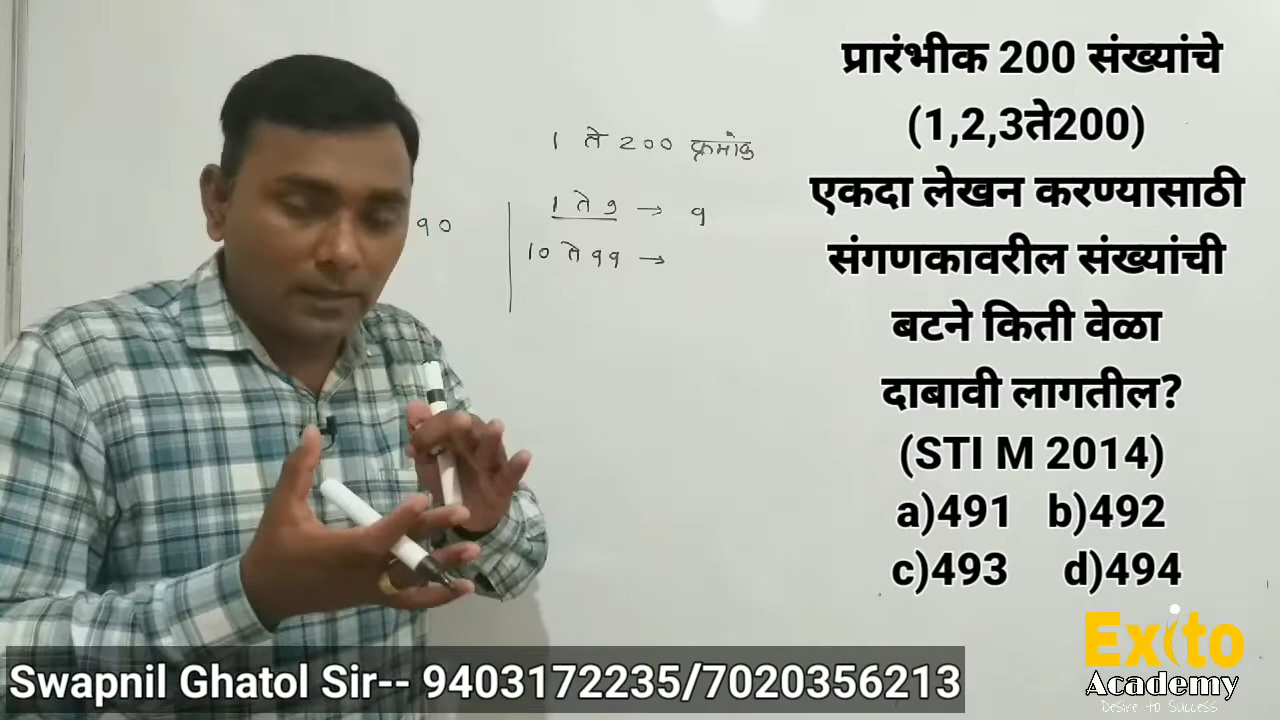 1 ते 200 क्रमांक
90
1 ते 9 → 9
10 ते 99 →
प्रारंभीक 200 संख्यांचे
(1,2,3ते200)
एकदा लेखन करण्यासाठी
संगणकावरील संख्यांची
बटने किती वेळा
दाबावी लागतील?
(STI M 2014)
a)491 b)492
c)493 d)494
Exito
Academy
Desire to Success
Swapnil Ghatol Sir-- 9403172235/7020356213